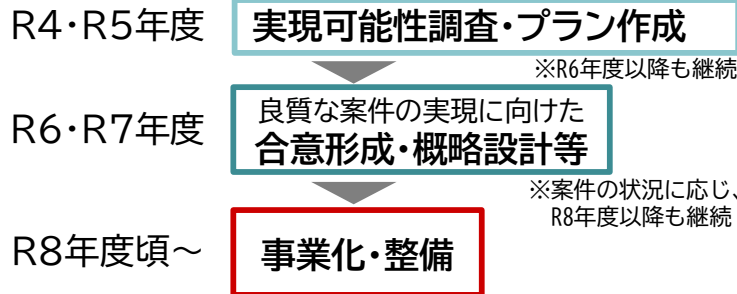 R4・R5年度
実現可能性調査・プラン作成
※R6年度以降も継続
R6・R7年度
良質な案件の実現に向けた
合意形成・概略設計等
※案件の状況に応じ、
R8年度以降も継続
R8年度頃～
事業化・整備